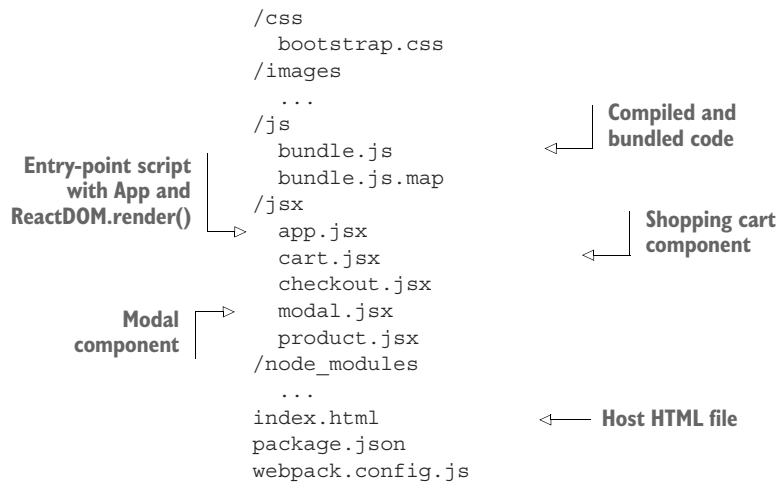 /css
bootstrap.css
/images
...
/js
Compiled and
bundled code
bundle.js
bundle.js.map
Entry-point script
with App and
ReactDOM.render()
/jsx
app.jsx
Shopping cart
component
cart.jsx
checkout.jsx
Modal
component
modal.jsx
product.jsx
/node_modules
...
index.html
Host HTML file
package.json
webpack.config.js